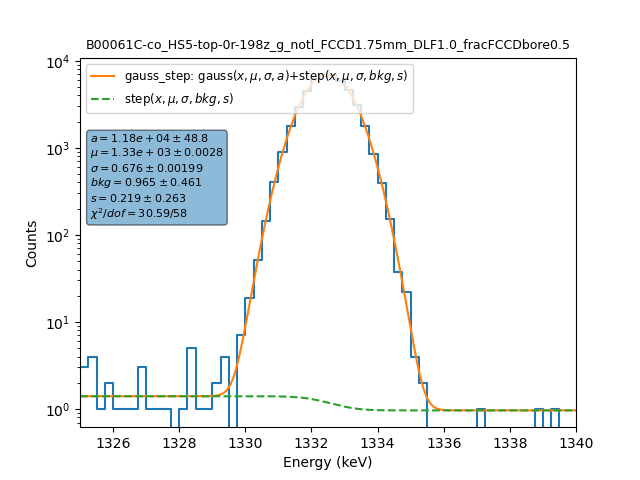 B00061C-co_HS5-top-0r-198z_g_notl_FCCD1.75mm_DLF1.0_fracFCCDbore0.5
gauss_step: gauss(x, μ, σ, a)+step(x, μ, σ, bkg, s)
step(x, μ, σ, bkg, s)
a = 1.18e + 04 ± 48.8
μ = 1.33e + 03 ± 0.0028
σ = 0.676 ± 0.00199
bkg = 0.965 ± 0.461
s = 0.219 ± 0.263
χ²/dof = 30.59/58
10⁴
10³
10²
10¹
10⁰
Counts
1326 1328 1330 1332 1334 1336 1338 1340
Energy (keV)